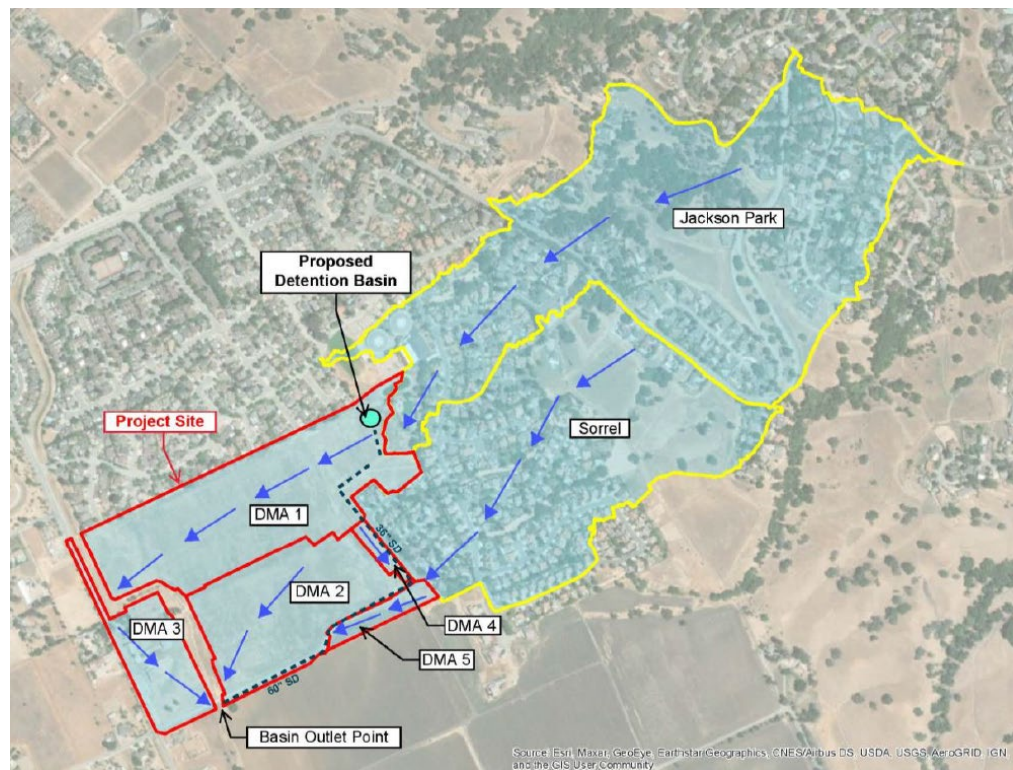 Jackson Park
Proposed
Detention Basin
Project Site
Sorrel
DMA 1
36" SD
DMA 2
DMA 3
DMA 4
DMA 5
60" SD
Basin Outlet Point
Source: Esri, Maxar, GeoEye, Earthstar Geographics, CNES/Airbus DS, USDA, USGS, AeroGRID, IGN,
and the GIS User Community